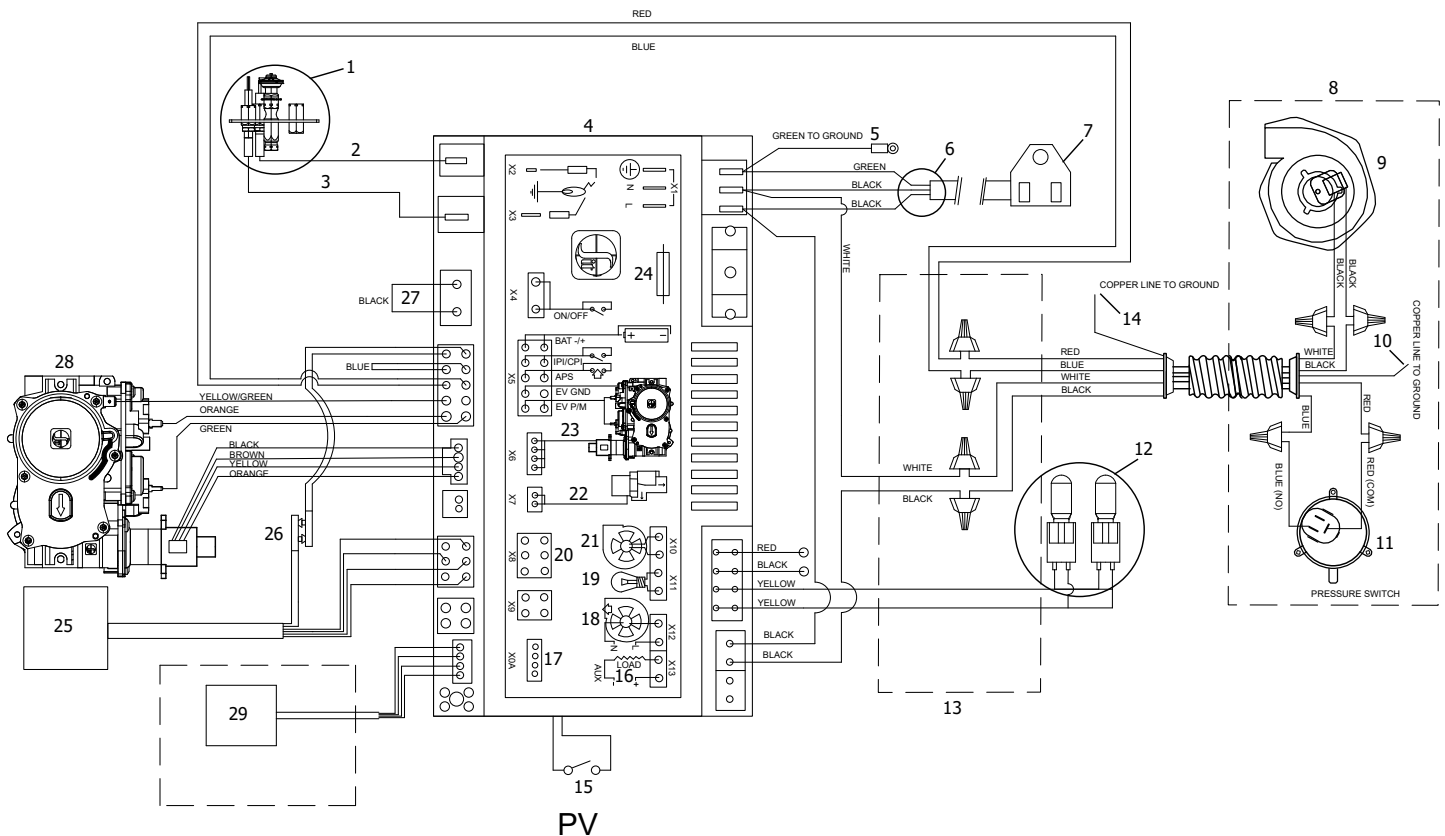 RED
BLUE
1
8
4
GREEN TO GROUND
5
6
7
9
2
GREEN
3
BLACK
BLACK
X2
X3
N
L
X1
WHITE
BLACK
BLACK
24
X4
ON/OFF
BLACK
27
COPPER LINE TO GROUND
14
COPPER LINE TO GROUND
10
28
BAT -/+
+ -
IPI/CPI
APS
EV GND
EV P/M
X5
BLUE
YELLOW/GREEN
ORANGE
GREEN
BLACK
BROWN
YELLOW
ORANGE
RED
BLUE
WHITE
BLACK
WHITE
BLACK
BLUE
RED
23
X6
22
X7
WHITE
BLACK
12
BLUE (NO)
RED (COM)
26
X8
20
21
X10
19
X11
RED
BLACK
YELLOW
YELLOW
11
PRESSURE SWITCH
25
X9
18
N
L
X12
BLACK
BLACK
X0A
17
LOAD
16
AUX
- +
X13
29
13
15
PV